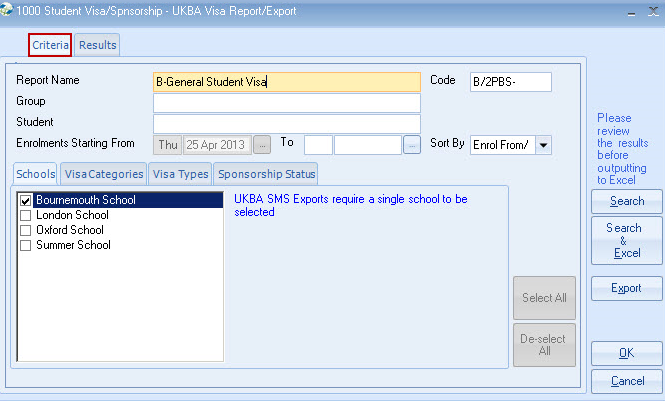 1000 Student Visa/Spnsorship - UKBA Visa Report/Export
Criteria Results
Report Name B-General Student Visa Code B/2PBS-
Group
Student
Enrolments Starting From Thu 25 Apr 2013 ... To ... Sort By Enrol From/
Schools Visa Categories Visa Types Sponsorship Status
Bournemouth School
London School
Oxford School
Summer School
UKBA SMS Exports require a single school to be
selected
Select All
De-select
All
Please
review
the results
before
outputting
to Excel
Search
Search
&
Excel
Export
OK
Cancel